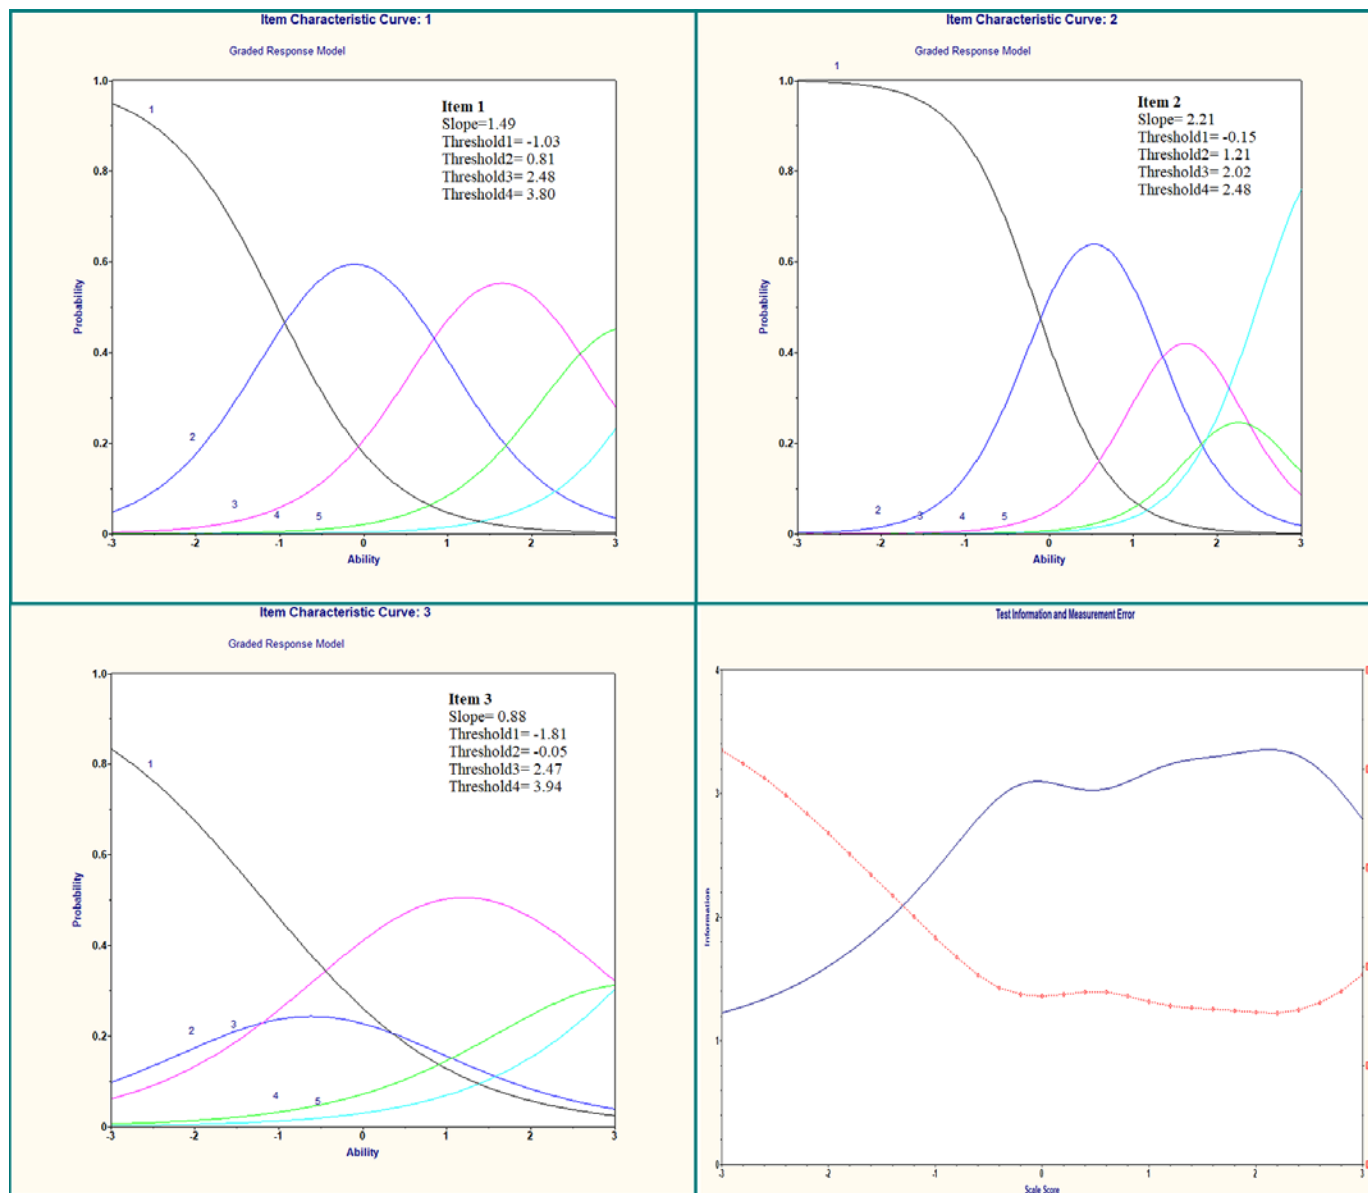 Item Characteristic Curve: 1
Graded Response Model
1.0
0.8
0.6
0.4
0.2
0
Probability
1
2
3
4
5
Item 1
Slope=1.49
Threshold1= -1.03
Threshold2= 0.81
Threshold3= 2.48
Threshold4= 3.80
-3
-2
-1
0
1
2
3
Ability
Item Characteristic Curve: 2
Graded Response Model
1.0
0.8
0.6
0.4
0.2
0
Probability
1
2
3
4
5
Item 2
Slope= 2.21
Threshold1= -0.15
Threshold2= 1.21
Threshold3= 2.02
Threshold4= 2.48
-3
-2
-1
0
1
2
3
Ability
Item Characteristic Curve: 3
Graded Response Model
1.0
0.8
0.6
0.4
0.2
0
Probability
1
2
3
4
5
Item 3
Slope= 0.88
Threshold1= -1.81
Threshold2= -0.05
Threshold3= 2.47
Threshold4= 3.94
-3
-2
-1
0
1
2
3
Ability
Test Information and Measurement Error
4
3
2
1
0
Information
-3
-2
-1
0
1
2
3
Scale Score